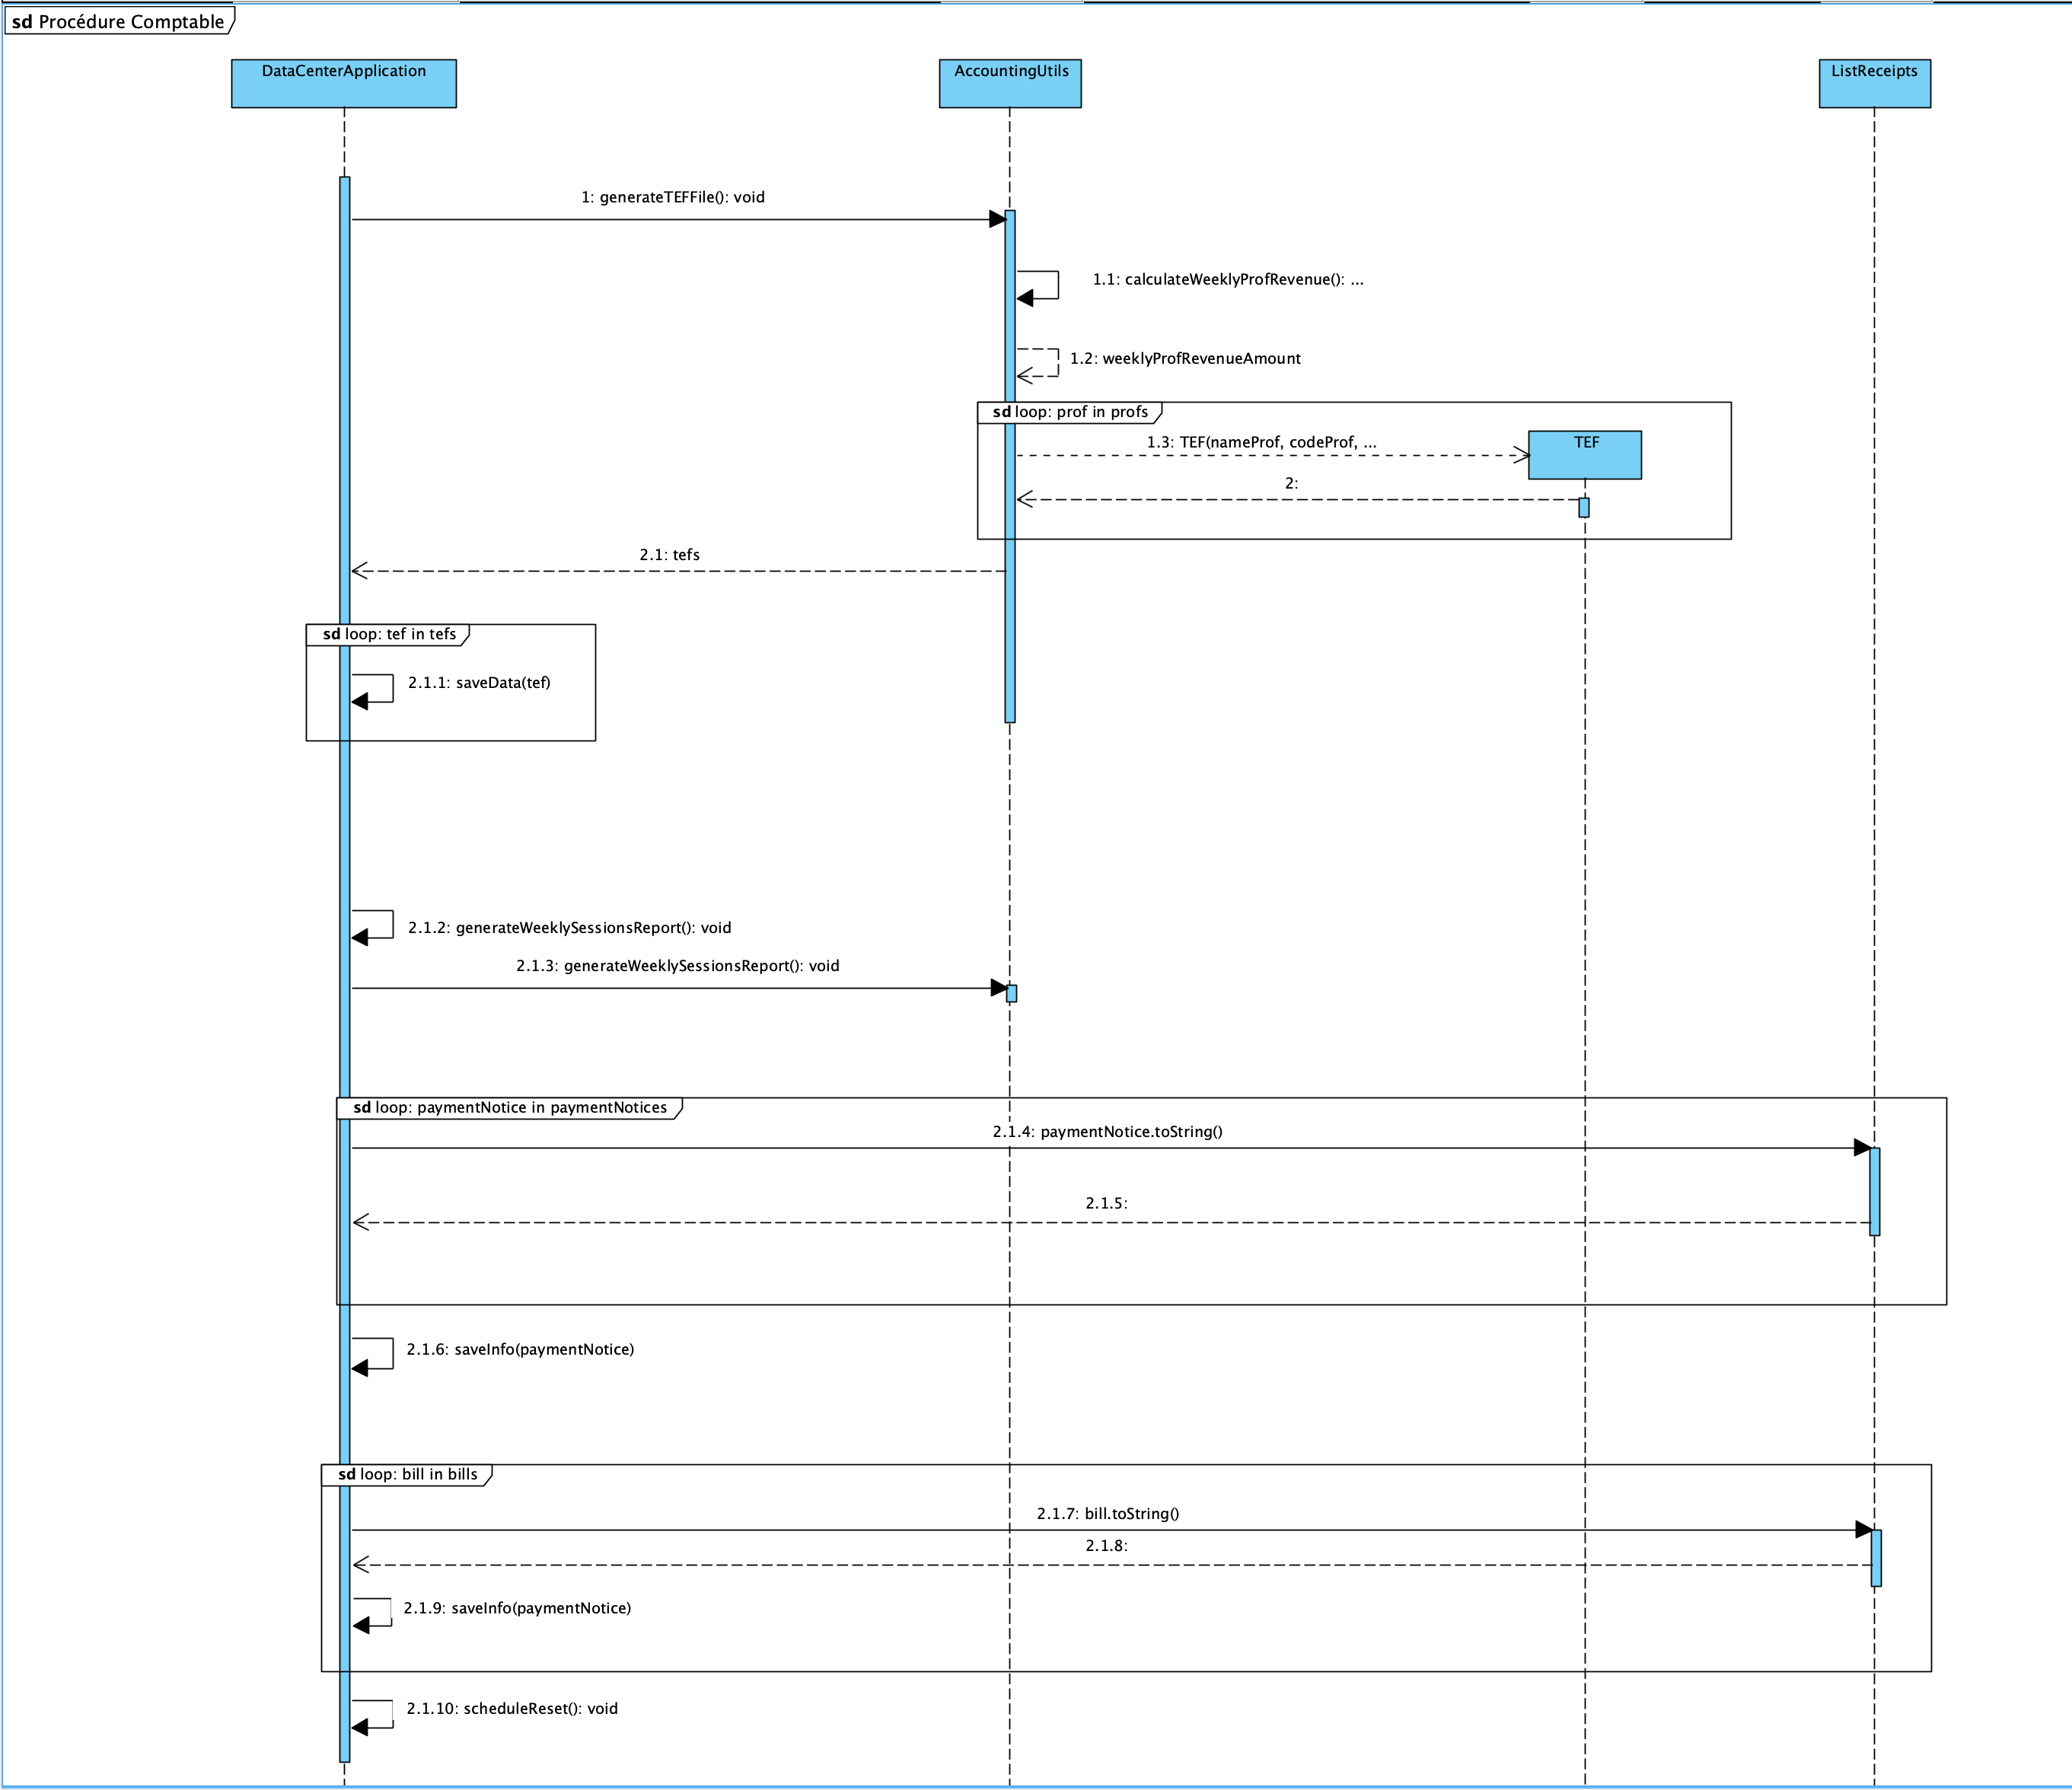 sd Procédure Comptable
DataCenterApplication
AccountingUtils
ListReceipts
1: generateTEFFile(): void
1.1: calculateWeeklyProfRevenue(): ...
1.2: weeklyProfRevenueAmount
sd loop: prof in profs
1.3: TEF(nameProf, codeProf, ...
TEF
2:
2.1: tefs
sd loop: tef in tefs
2.1.1: saveData(tef)
2.1.2: generateWeeklySessionsReport(): void
2.1.3: generateWeeklySessionsReport(): void
sd loop: paymentNotice in paymentNotices
2.1.4: paymentNotice.toString()
2.1.5:
2.1.6: saveInfo(paymentNotice)
sd loop: bill in bills
2.1.7: bill.toString()
2.1.8:
2.1.9: saveInfo(paymentNotice)
2.1.10: scheduleReset(): void